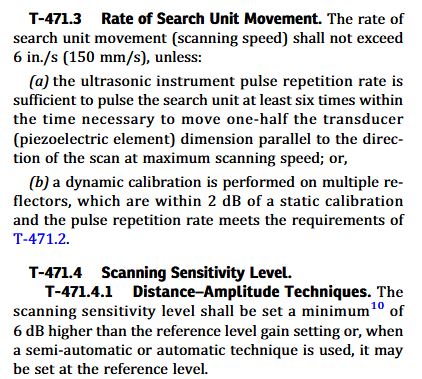 T-471.3 Rate of Search Unit Movement. The rate of
search unit movement (scanning speed) shall not exceed
6 in./s (150 mm/s), unless:
(a) the ultrasonic instrument pulse repetition rate is
sufficient to pulse the search unit at least six times within
the time necessary to move one-half the transducer
(piezoelectric element) dimension parallel to the direc-
tion of the scan at maximum scanning speed; or,
(b) a dynamic calibration is performed on multiple re-
flectors, which are within 2 dB of a static calibration
and the pulse repetition rate meets the requirements of
T-471.2.
T-471.4 Scanning Sensitivity Level.
T-471.4.1 Distance–Amplitude Techniques. The
scanning sensitivity level shall be set a minimum¹⁰ of
6 dB higher than the reference level gain setting or, when
a semi-automatic or automatic technique is used, it may
be set at the reference level.